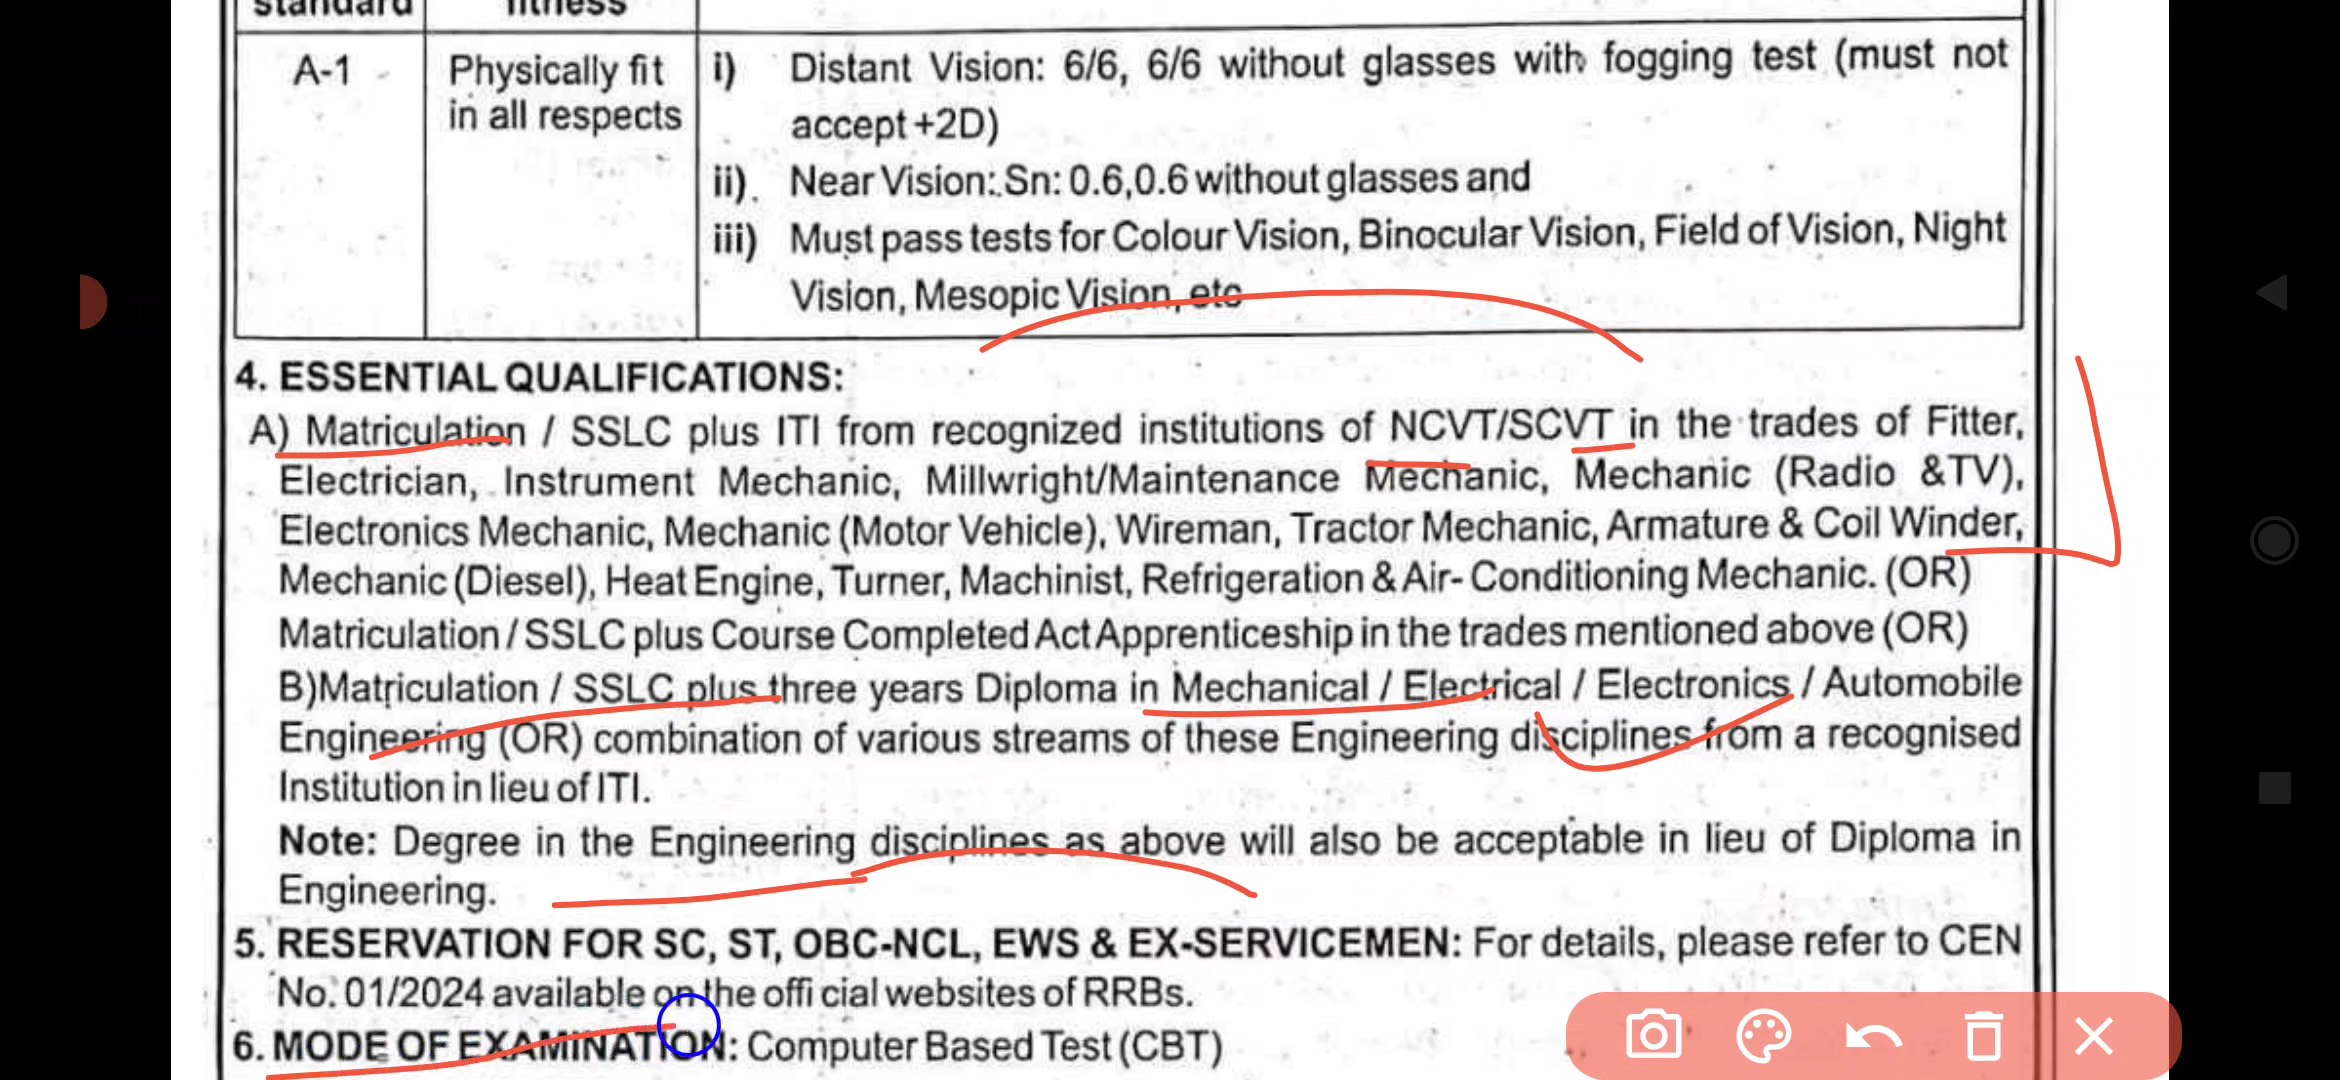 standard fitness
A-1 Physically fit i) Distant Vision: 6/6, 6/6 without glasses with fogging test (must not
in all respects accept +2D)
ii). Near Vision: Sn: 0.6,0.6 without glasses and
iii) Must pass tests for Colour Vision, Binocular Vision, Field of Vision, Night
Vision, Mesopic Vision, etc
4. ESSENTIAL QUALIFICATIONS:
A) Matriculation / SSLC plus ITI from recognized institutions of NCVT/SCVT in the trades of Fitter,
Electrician, Instrument Mechanic, Millwright/Maintenance Mechanic, Mechanic (Radio &TV),
Electronics Mechanic, Mechanic (Motor Vehicle), Wireman, Tractor Mechanic, Armature & Coil Winder,
Mechanic (Diesel), Heat Engine, Turner, Machinist, Refrigeration & Air- Conditioning Mechanic. (OR)
Matriculation / SSLC plus Course Completed Act Apprenticeship in the trades mentioned above (OR)
B)Matriculation / SSLC plus three years Diploma in Mechanical / Electrical / Electronics / Automobile
Engineering (OR) combination of various streams of these Engineering disciplines from a recognised
Institution in lieu of ITI.
Note: Degree in the Engineering disciplines as above will also be acceptable in lieu of Diploma in
Engineering.
5. RESERVATION FOR SC, ST, OBC-NCL, EWS & EX-SERVICEMEN: For details, please refer to CEN
No. 01/2024 available on the offi cial websites of RRBs.
6. MODE OF EXAMINATION: Computer Based Test (CBT)